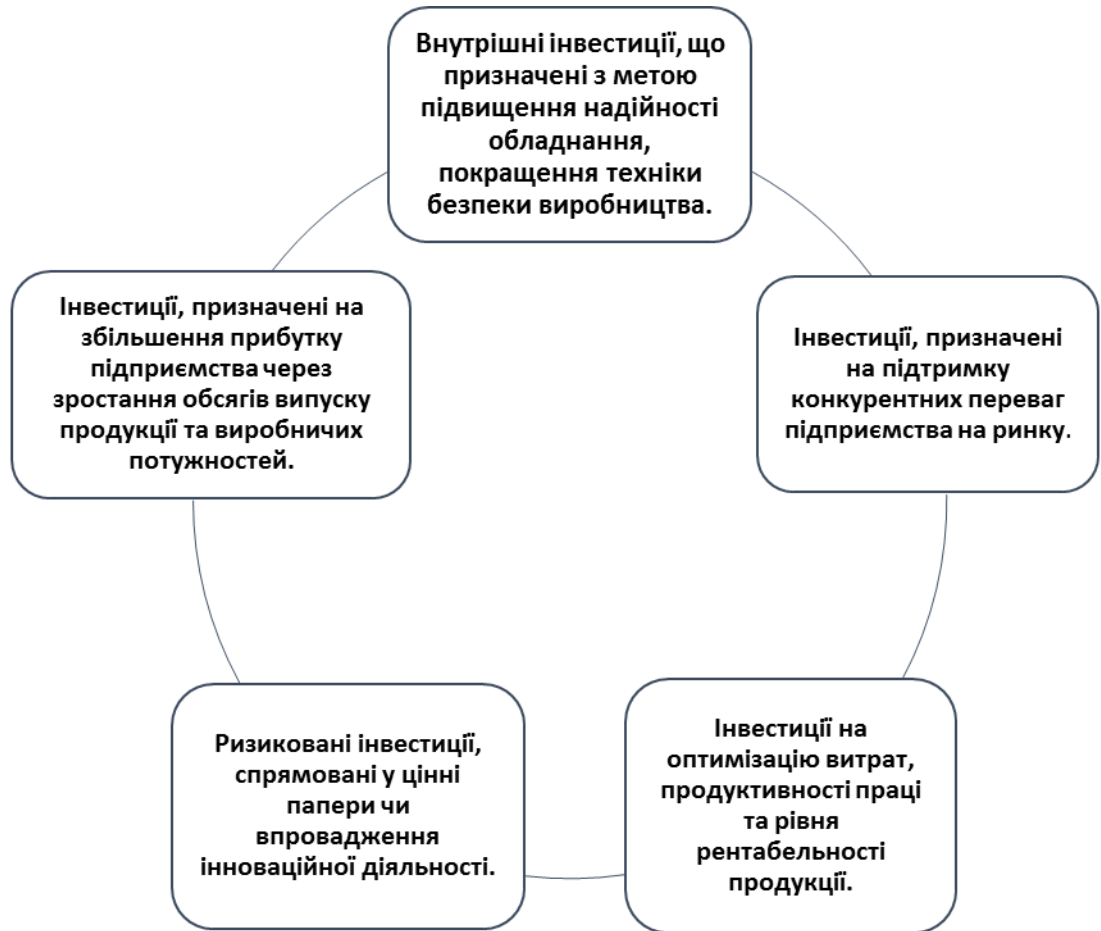 Внутрішні інвестиції, що
призначені з метою
підвищення надійності
обладнання,
покращення техніки
безпеки виробництва.
Інвестиції, призначені
на підтримку
конкурентних переваг
підприємства на ринку.
Інвестиції на
оптимізацію витрат,
продуктивності праці
та рівня
рентабельності
продукції.
Ризиковані інвестиції,
спрямовані у цінні
папери чи
впровадження
інноваційної діяльності.
Інвестиції, призначені на
збільшення прибутку
підприємства через
зростання обсягів випуску
продукції та виробничих
потужностей.